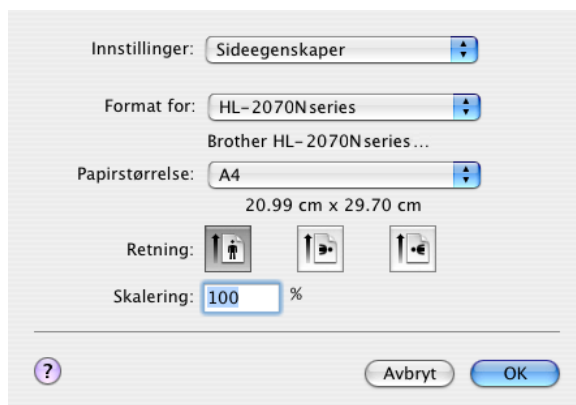 Innstillinger: Sideegenskaper
Format for: HL-2070N series
Brother HL-2070N series...
Papirstørrelse: A4
20.99 cm x 29.70 cm
Retning:
Skalering: 100 %
? Avbryt OK